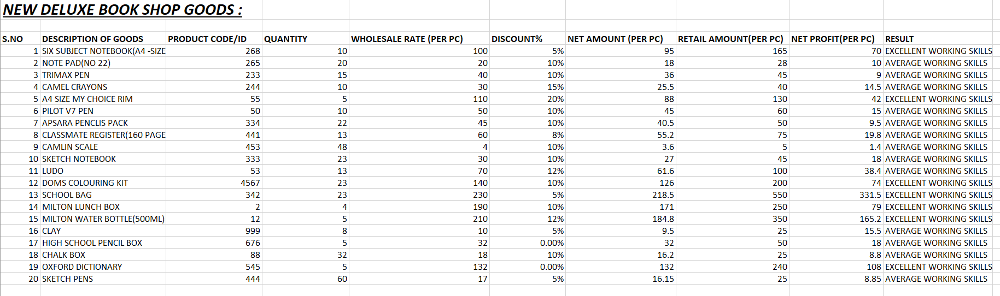 NEW DELUXE BOOK SHOP GOODS :
S.NO DESCRIPTION OF GOODS PRODUCT CODE/ID QUANTITY WHOLESALE RATE (PER PC) DISCOUNT% NET AMOUNT (PER PC) RETAIL AMOUNT(PER PC) NET PROFIT(PER PC) RESULT
1 SIX SUBJECT NOTEBOOK(A4 -SIZE 268 10 100 5% 95 165 70 EXCELLENT WORKING SKILLS
2 NOTE PAD(NO 22) 265 20 20 10% 18 28 10 AVERAGE WORKING SKILLS
3 TRIMAX PEN 233 15 40 10% 36 45 9 AVERAGE WORKING SKILLS
4 CAMEL CRAYONS 244 10 30 15% 25.5 40 14.5 AVERAGE WORKING SKILLS
5 A4 SIZE MY CHOICE RIM 55 5 110 20% 88 130 42 EXCELLENT WORKING SKILLS
6 PILOT V7 PEN 50 10 50 10% 45 60 15 AVERAGE WORKING SKILLS
7 APSARA PENCLIS PACK 334 22 45 10% 40.5 50 9.5 AVERAGE WORKING SKILLS
8 CLASSMATE REGISTER(160 PAGE 441 13 60 8% 55.2 75 19.8 AVERAGE WORKING SKILLS
9 CAMLIN SCALE 453 48 4 10% 3.6 5 1.4 AVERAGE WORKING SKILLS
10 SKETCH NOTEBOOK 333 23 30 10% 27 45 18 AVERAGE WORKING SKILLS
11 LUDO 53 13 70 12% 61.6 100 38.4 AVERAGE WORKING SKILLS
12 DOMS COLOURING KIT 4567 23 140 10% 126 200 74 EXCELLENT WORKING SKILLS
13 SCHOOL BAG 342 23 230 5% 218.5 550 331.5 EXCELLENT WORKING SKILLS
14 MILTON LUNCH BOX 2 4 190 10% 171 250 79 EXCELLENT WORKING SKILLS
15 MILTON WATER BOTTLE(500ML) 12 5 210 12% 184.8 350 165.2 EXCELLENT WORKING SKILLS
16 CLAY 999 8 10 5% 9.5 25 15.5 AVERAGE WORKING SKILLS
17 HIGH SCHOOL PENCIL BOX 676 5 32 0.00% 32 50 18 AVERAGE WORKING SKILLS
18 CHALK BOX 88 32 18 10% 16.2 25 8.8 AVERAGE WORKING SKILLS
19 OXFORD DICTIONARY 545 5 132 0.00% 132 240 108 EXCELLENT WORKING SKILLS
20 SKETCH PENS 444 60 17 5% 16.15 25 8.85 AVERAGE WORKING SKILLS